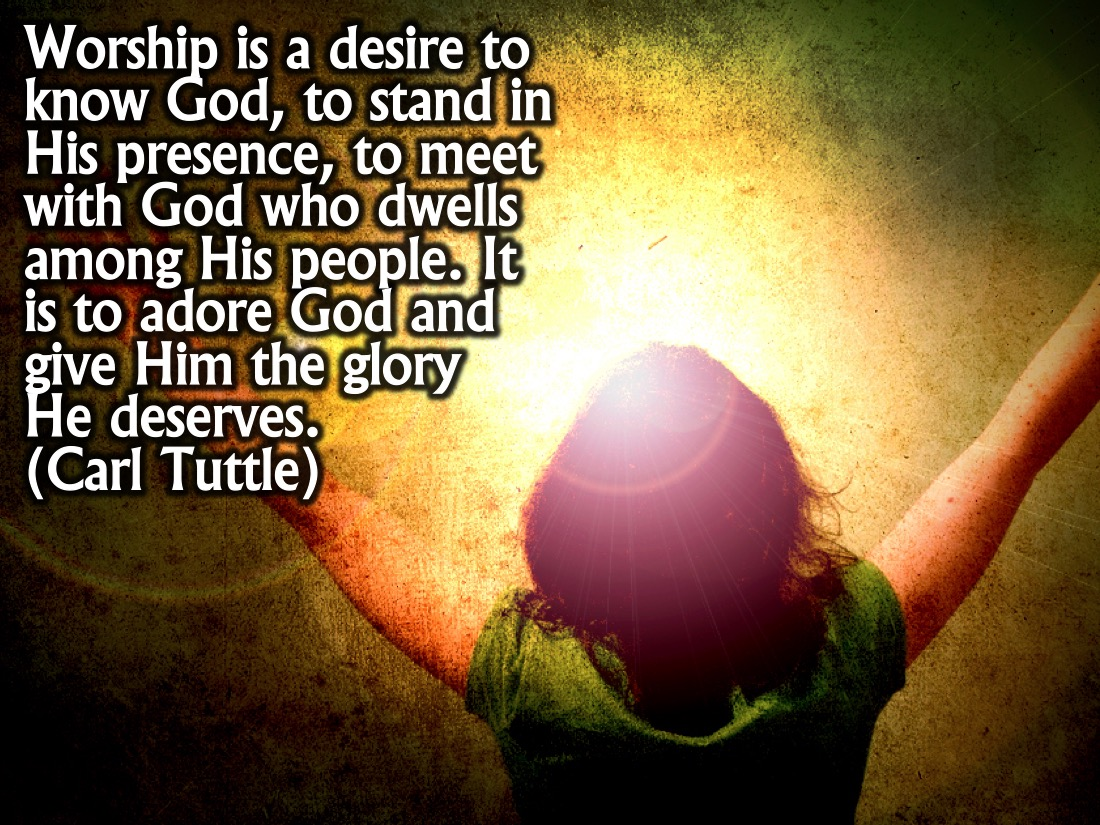 Worship is a desire to
know God, to stand in
His presence, to meet
with God who dwells
among His people. It
is to adore God and
give Him the glory
He deserves.
(Carl Tuttle)